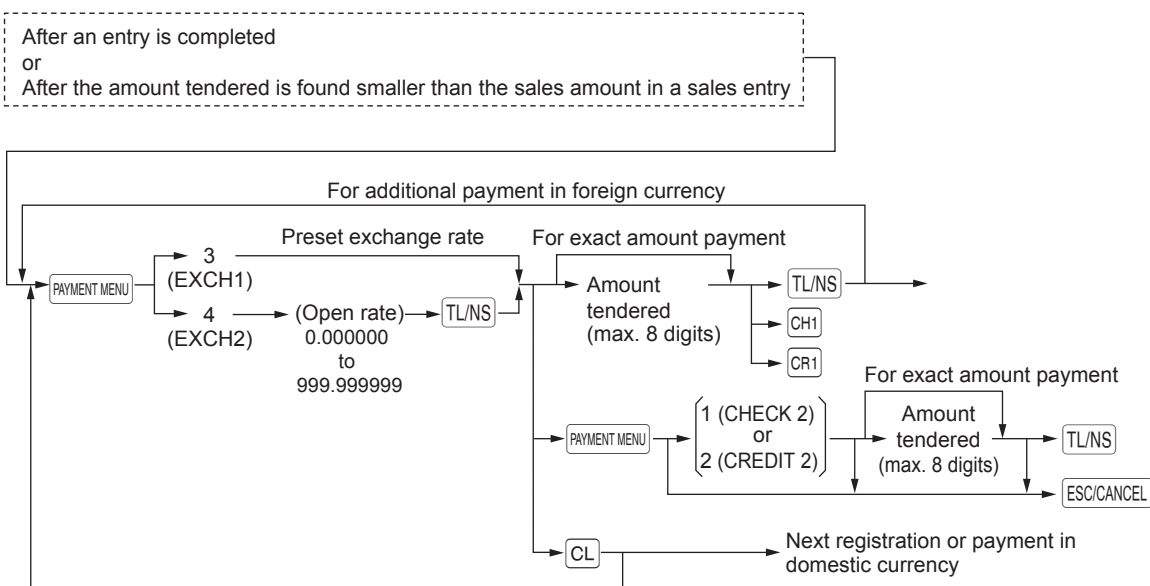 After an entry is completed
or
After the amount tendered is found smaller than the sales amount in a sales entry
For additional payment in foreign currency
Preset exchange rate
For exact amount payment
PAYMENT MENU
3
(EXCH1)
4
(EXCH2)
(Open rate)
0.000000
to
999.999999
TL/NS
Amount
tendered
(max. 8 digits)
TL/NS
CH1
CR1
For exact amount payment
PAYMENT MENU
1 (CHECK 2)
or
2 (CREDIT 2)
Amount
tendered
(max. 8 digits)
TL/NS
ESC/CANCEL
CL
Next registration or payment in
domestic currency